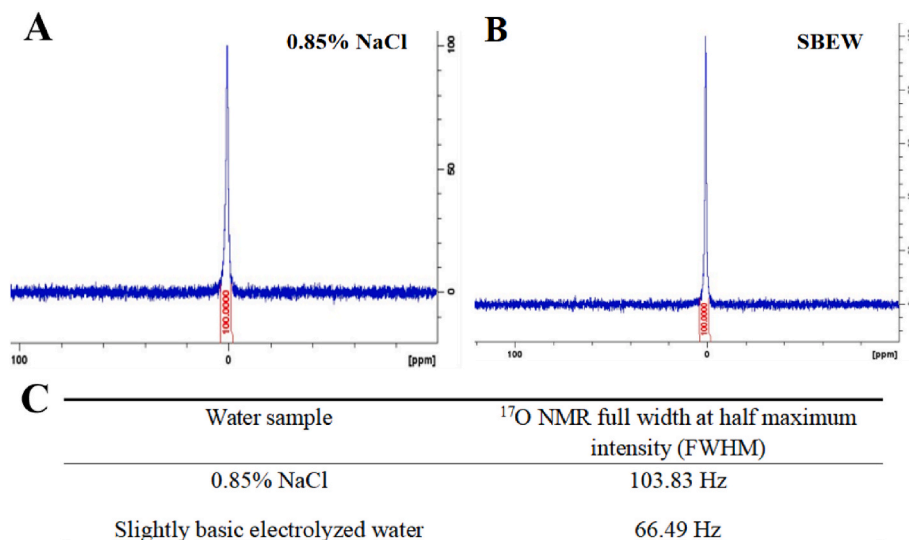 A
0.85% NaCl
100
50
0
100.000
100
0
[ppm]
B
SBEW
100.000
100
0
[ppm]
C
Water sample
¹⁷O NMR full width at half maximum
intensity (FWHM)
0.85% NaCl
103.83 Hz
Slightly basic electrolyzed water
66.49 Hz